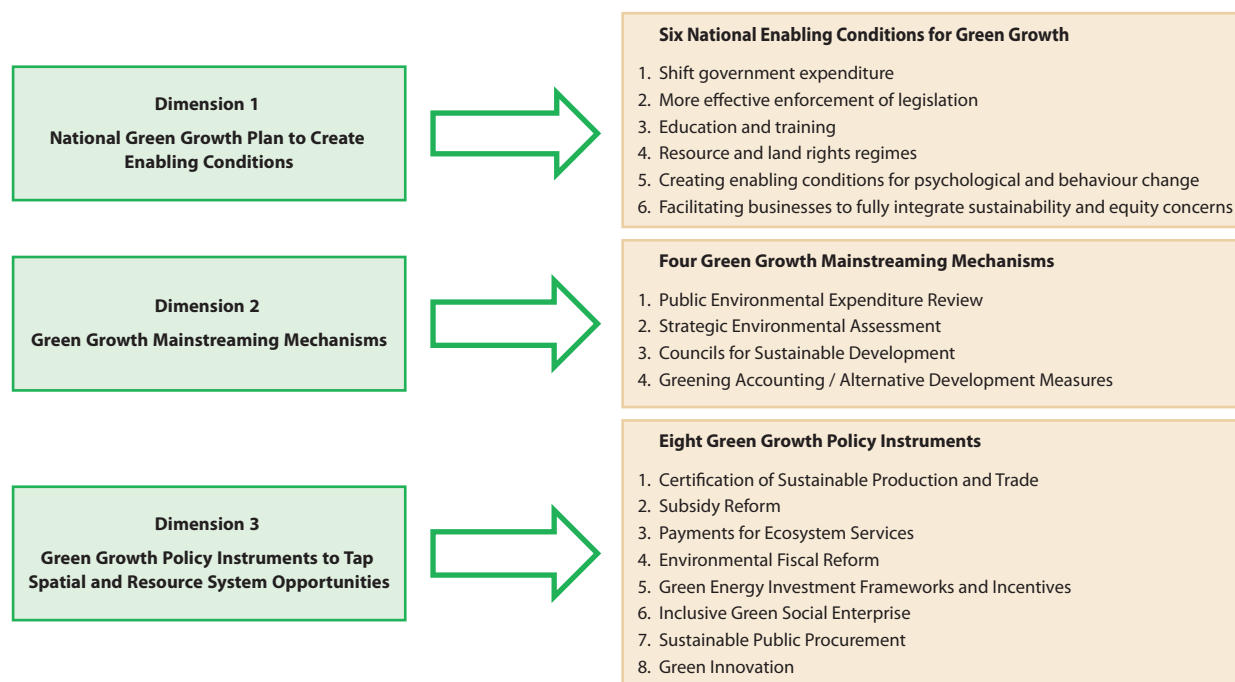 Dimension 1
National Green Growth Plan to Create
Enabling Conditions
Six National Enabling Conditions for Green Growth
1. Shift government expenditure
2. More effective enforcement of legislation
3. Education and training
4. Resource and land rights regimes
5. Creating enabling conditions for psychological and behaviour change
6. Facilitating businesses to fully integrate sustainability and equity concerns
Dimension 2
Green Growth Mainstreaming Mechanisms
Four Green Growth Mainstreaming Mechanisms
1. Public Environmental Expenditure Review
2. Strategic Environmental Assessment
3. Councils for Sustainable Development
4. Greening Accounting / Alternative Development Measures
Dimension 3
Green Growth Policy Instruments to Tap
Spatial and Resource System Opportunities
Eight Green Growth Policy Instruments
1. Certification of Sustainable Production and Trade
2. Subsidy Reform
3. Payments for Ecosystem Services
4. Environmental Fiscal Reform
5. Green Energy Investment Frameworks and Incentives
6. Inclusive Green Social Enterprise
7. Sustainable Public Procurement
8. Green Innovation